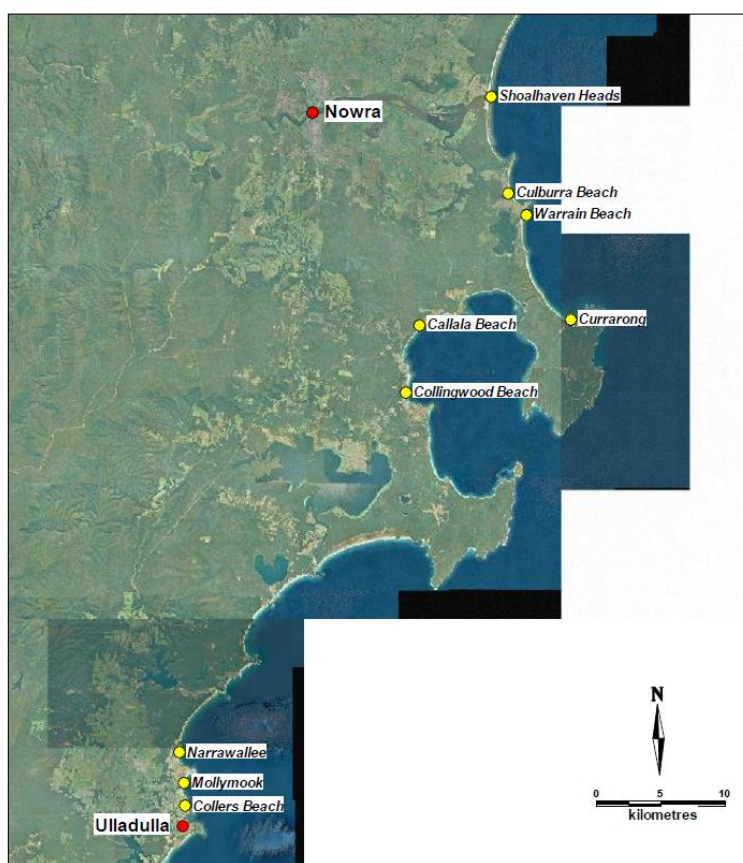 Shoalhaven Heads
Nowra
Culburra Beach
Warrain Beach
Currarong
Callala Beach
Collingwood Beach
N
Narrawallee
Mollymook
Collers Beach
Ulladulla
0 5 10
kilometres